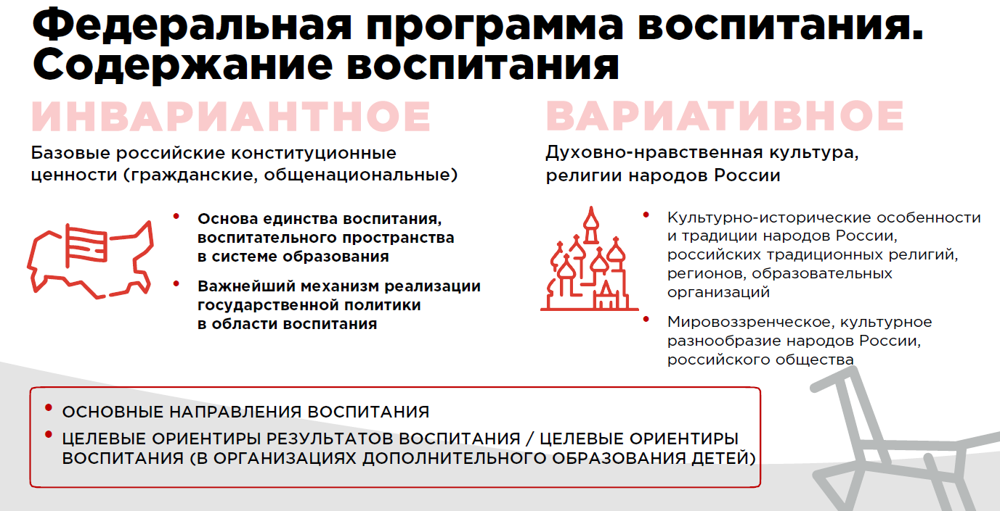 Федеральная программа воспитания.
Содержание воспитания
ИНВАРИАНТНОЕ
Базовые российские конституционные
ценности (гражданские, общенациональные)
• Основа единства воспитания,
воспитательного пространства
в системе образования
• Важнейший механизм реализации
государственной политики
в области воспитания
ВАРИАТИВНОЕ
Духовно-нравственная культура,
религии народов России
• Культурно-исторические особенности
и традиции народов России,
российских традиционных религий,
регионов, образовательных
организаций
• Мировоззренческое, культурное
разнообразие народов России,
российского общества
• ОСНОВНЫЕ НАПРАВЛЕНИЯ ВОСПИТАНИЯ
• ЦЕЛЕВЫЕ ОРИЕНТИРЫ РЕЗУЛЬТАТОВ ВОСПИТАНИЯ / ЦЕЛЕВЫЕ ОРИЕНТИРЫ
ВОСПИТАНИЯ (В ОРГАНИЗАЦИЯХ ДОПОЛНИТЕЛЬНОГО ОБРАЗОВАНИЯ ДЕТЕЙ)